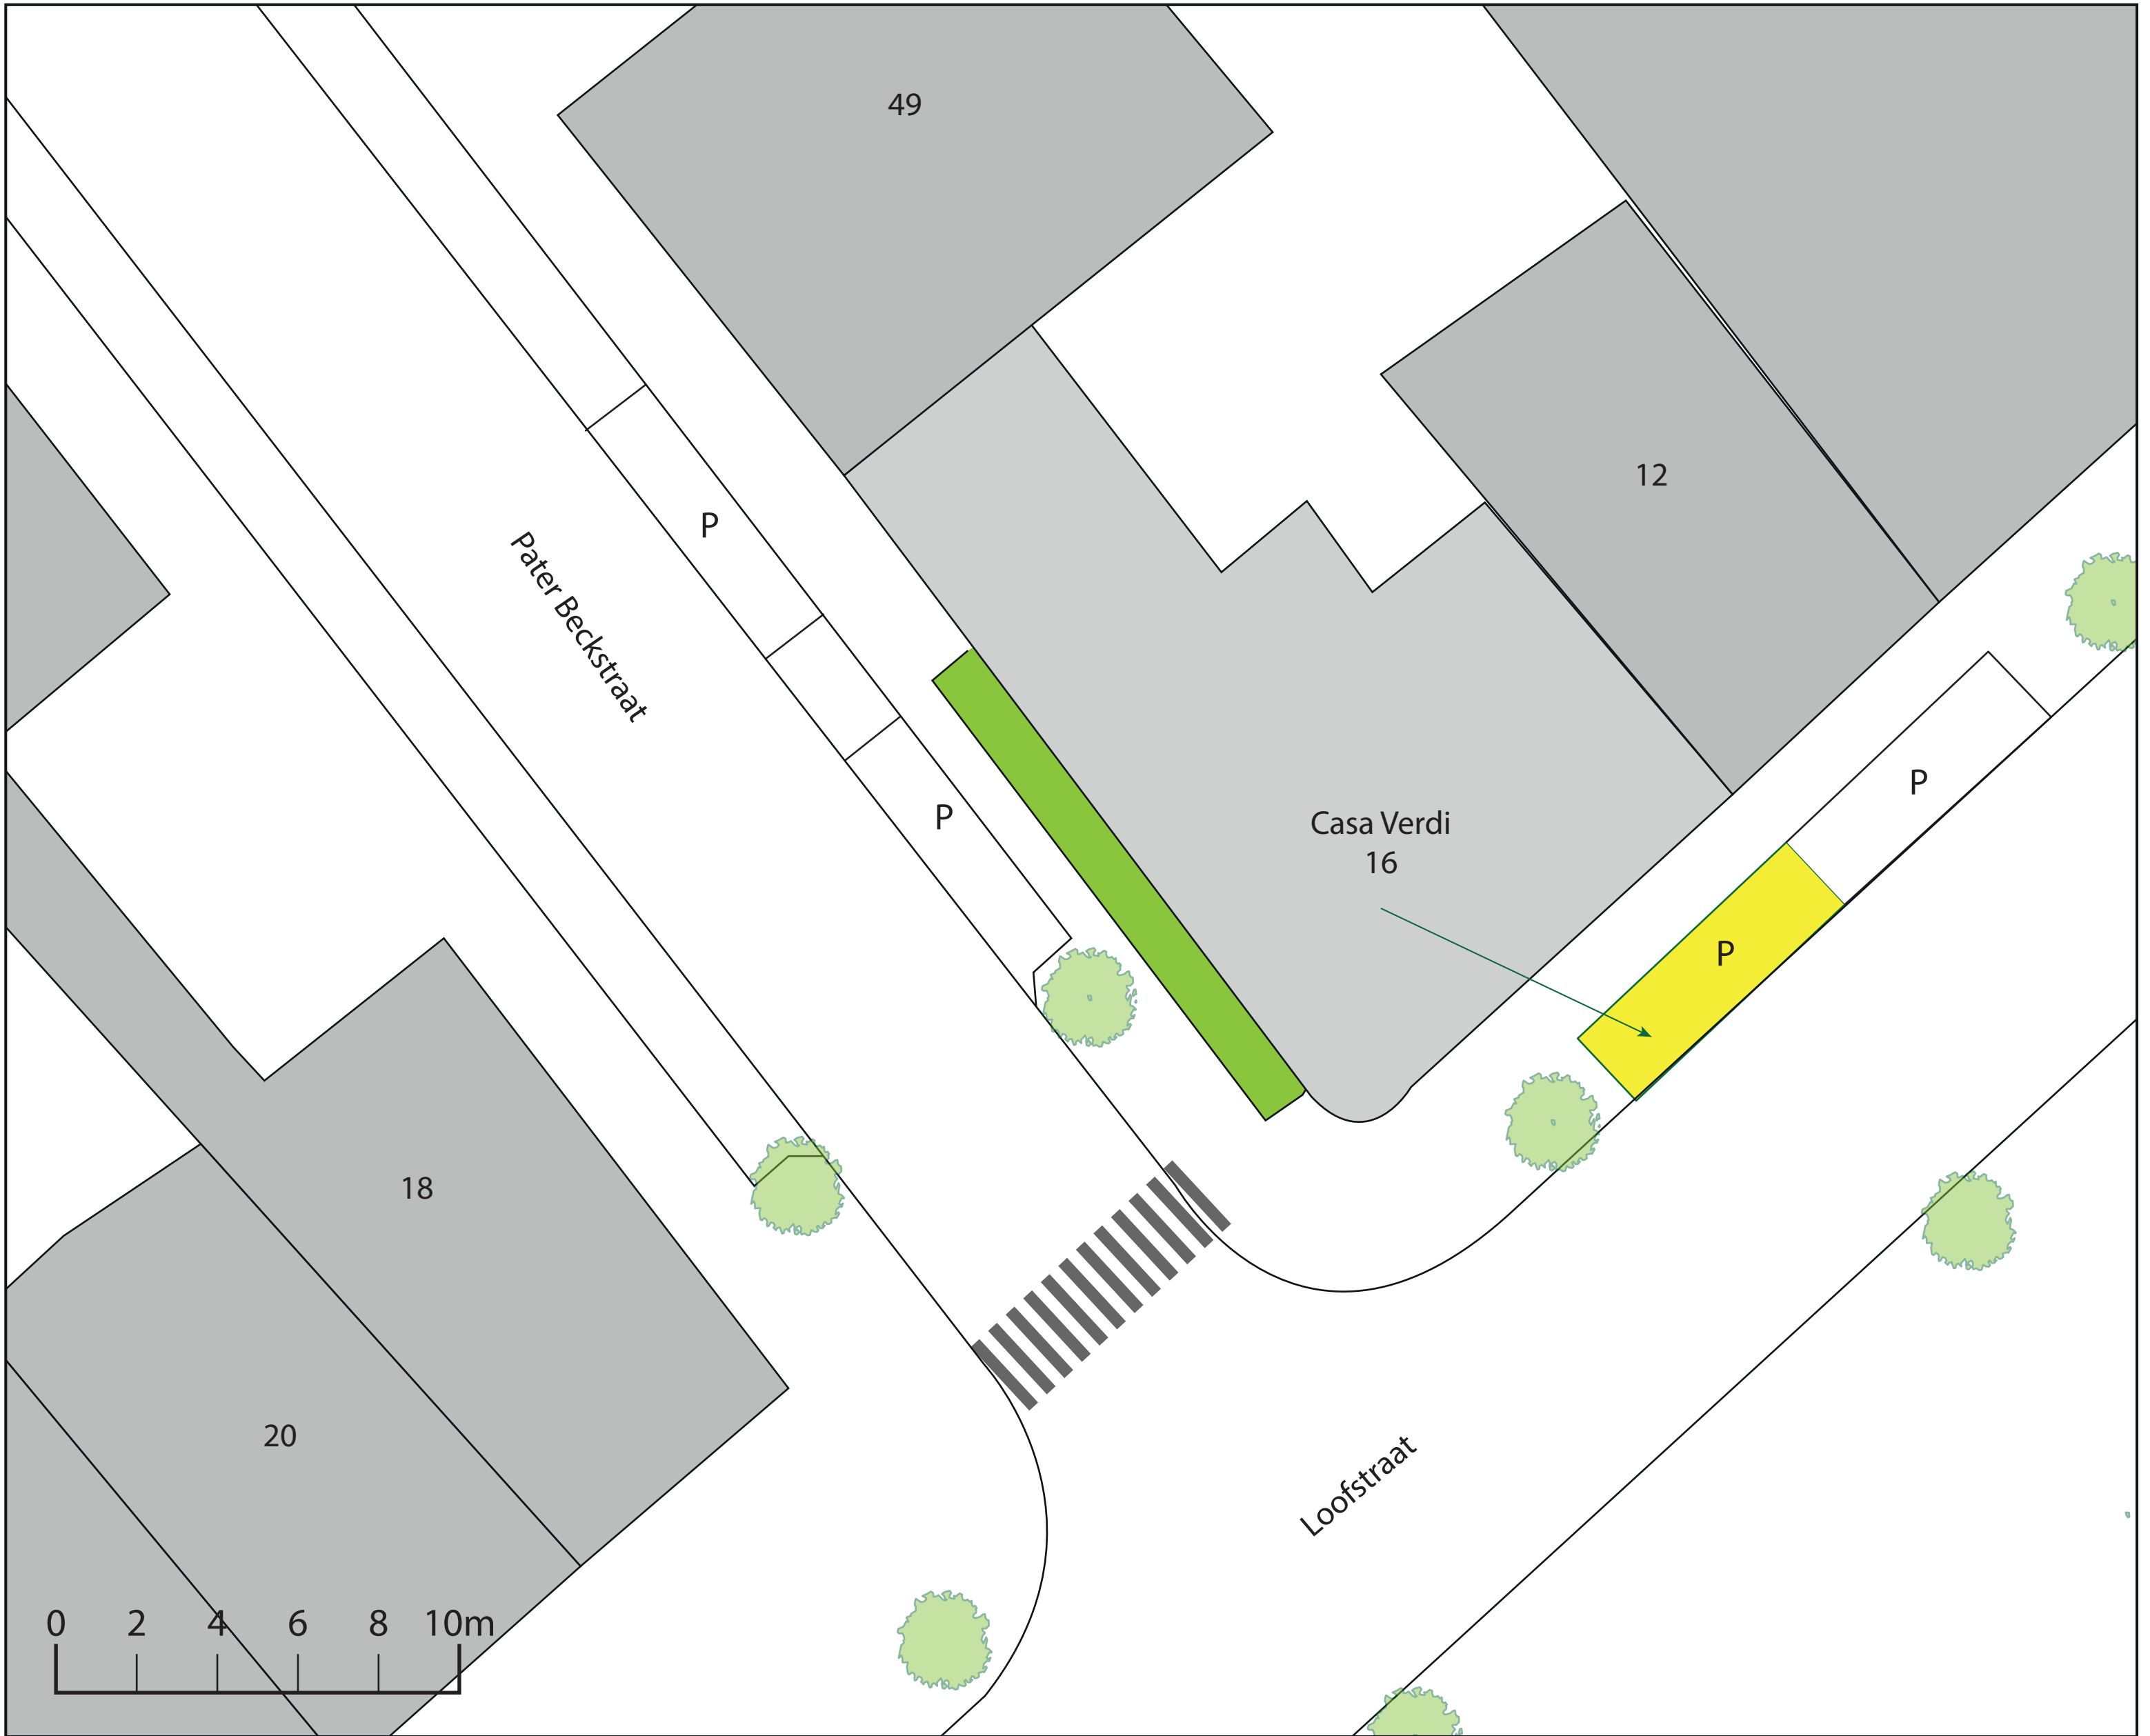 49
12
P
Pater Beckstraat
P
P
Casa Verdi
16
P
18
20
Loofstraat
0 2 4 6 8 10m